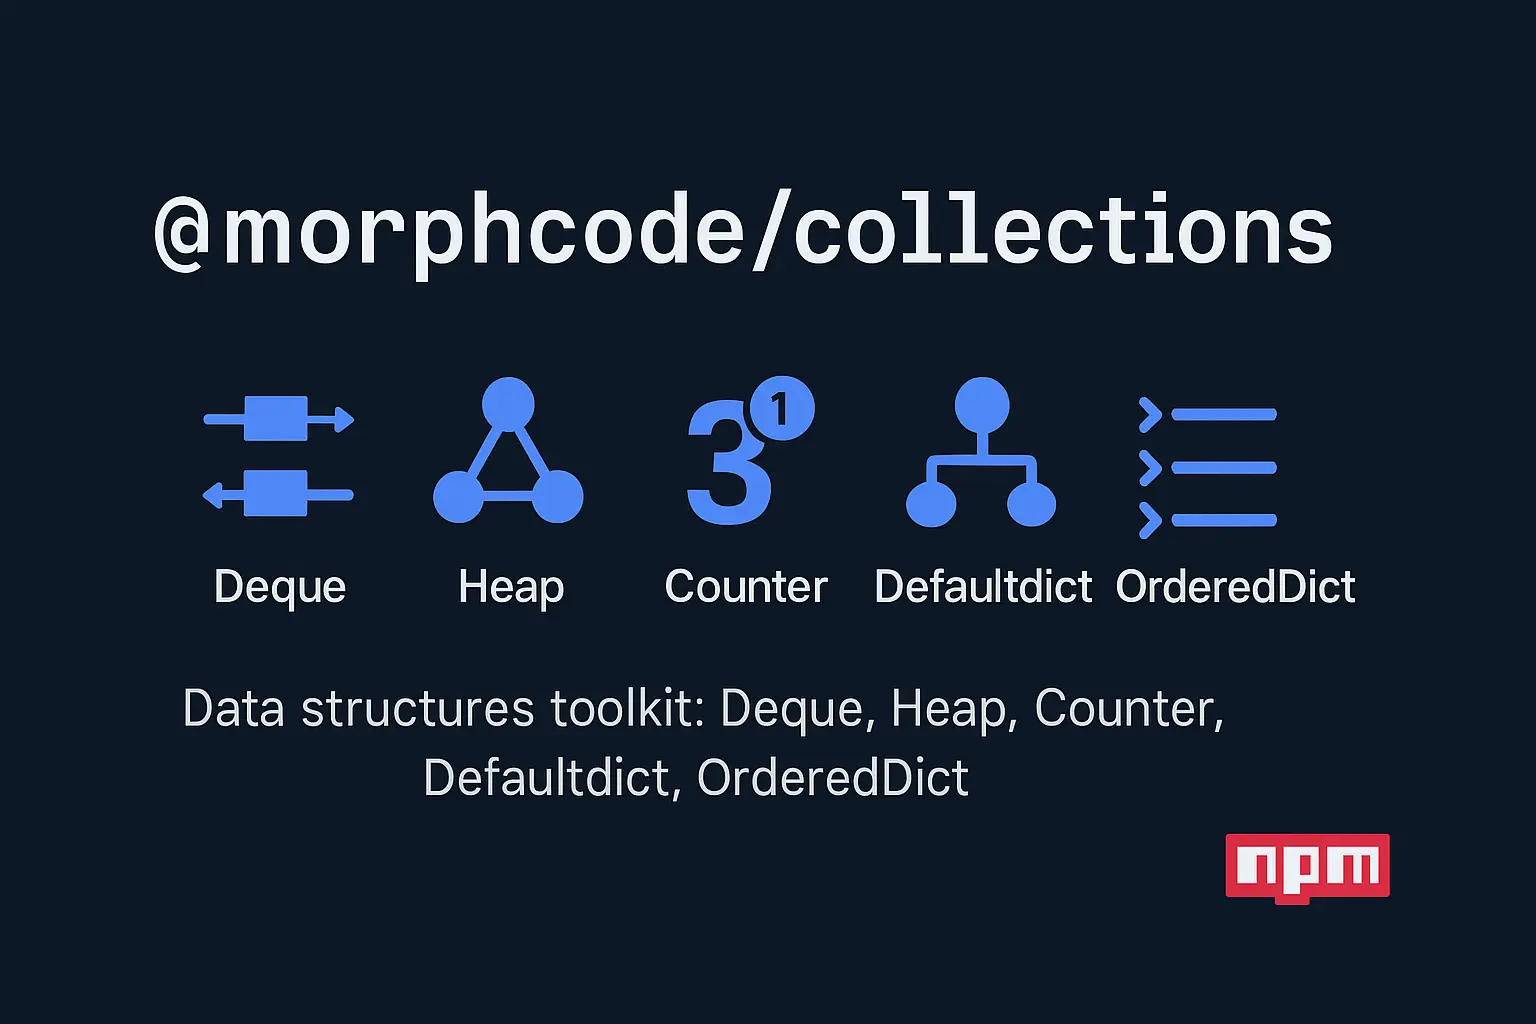 @morphcode/collections
3 1
Deque Heap Counter Defaultdict OrderedDict
Data structures toolkit: Deque, Heap, Counter,
Defaultdict, OrderedDict
npm